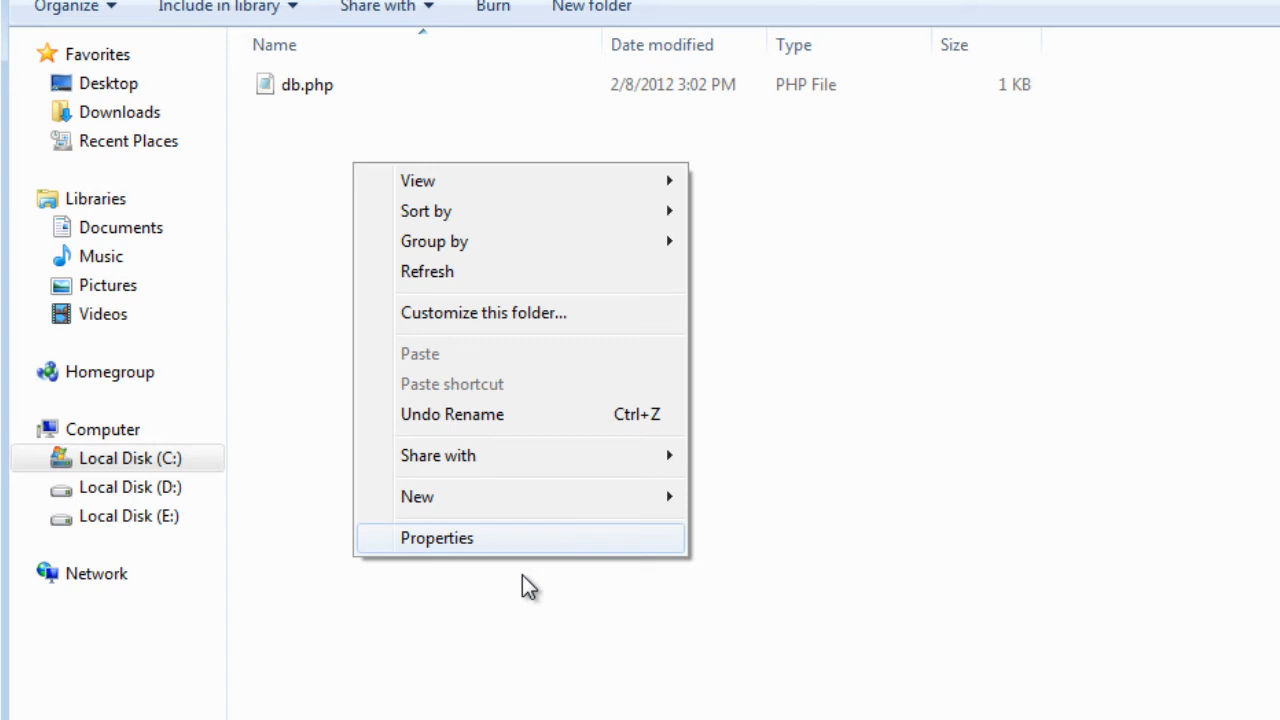 Organize Include in library Share with Burn New folder
Favorites
Desktop
Downloads
Recent Places
Libraries
Documents
Music
Pictures
Videos
Homegroup
Computer
Local Disk (C:)
Local Disk (D:)
Local Disk (E:)
Network
Name Date modified Type Size
db.php 2/8/2012 3:02 PM PHP File 1 KB
View
Sort by
Group by
Refresh
Customize this folder...
Paste
Paste shortcut
Undo Rename Ctrl+Z
Share with
New
Properties